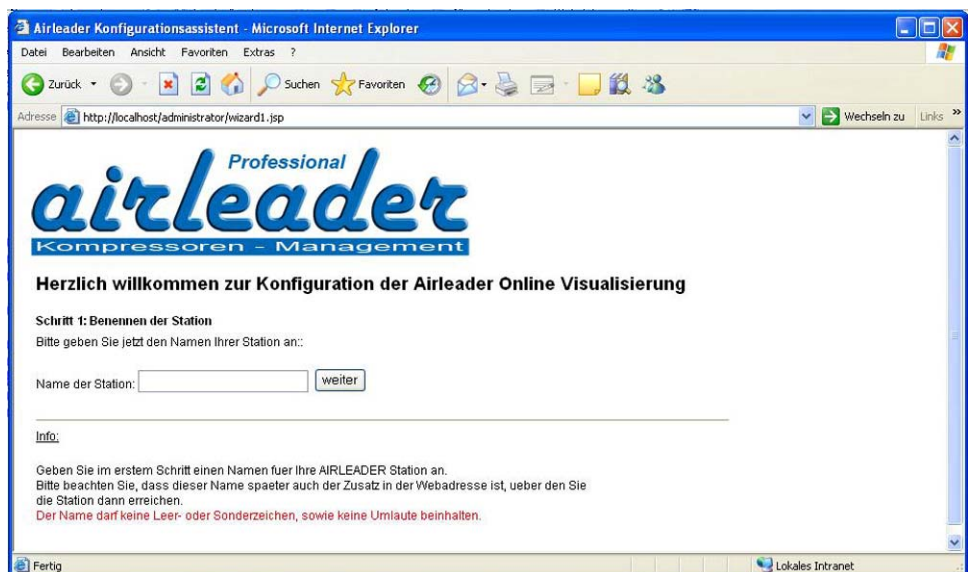 Airleader Konfigurationsassistent - Microsoft Internet Explorer
Datei Bearbeiten Ansicht Favoriten Extras ?
Zurück Suchen Favoriten
Adresse http://localhost/administrator/wizard1.jsp Wechseln zu Links »
Professional
airleader
Kompressoren - Management
Herzlich willkommen zur Konfiguration der Airleader Online Visualisierung
Schritt 1: Benennen der Station
Bitte geben Sie jetzt den Namen Ihrer Station an::
Name der Station: weiter
Info:
Geben Sie im erstem Schritt einen Namen fuer Ihre AIRLEADER Station an.
Bitte beachten Sie, dass dieser Name spaeter auch der Zusatz in der Webadresse ist, ueber den Sie
die Station dann erreichen.
Der Name darf keine Leer- oder Sonderzeichen, sowie keine Umlaute beinhalten.
Fertig Lokales Intranet